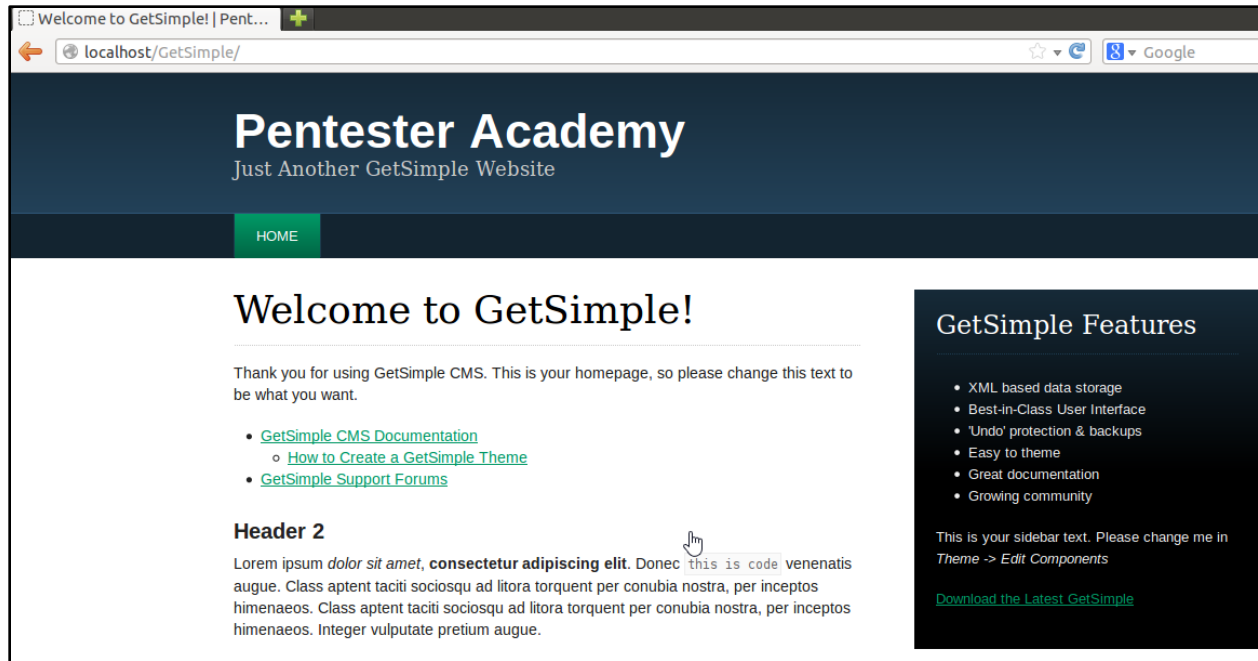 Welcome to GetSimple! | Pent...
localhost/GetSimple/
Google
Pentester Academy
Just Another GetSimple Website
HOME
Welcome to GetSimple!
Thank you for using GetSimple CMS. This is your homepage, so please change this text to
be what you want.
GetSimple CMS Documentation
How to Create a GetSimple Theme
GetSimple Support Forums
Header 2
Lorem ipsum dolor sit amet, consectetur adipiscing elit. Donec this is code venenatis
augue. Class aptent taciti sociosqu ad litora torquent per conubia nostra, per inceptos
himenaeos. Class aptent taciti sociosqu ad litora torquent per conubia nostra, per inceptos
himenaeos. Integer vulputate pretium augue.
GetSimple Features
XML based data storage
Best-in-Class User Interface
'Undo' protection & backups
Easy to theme
Great documentation
Growing community
This is your sidebar text. Please change me in
Theme -> Edit Components
Download the Latest GetSimple